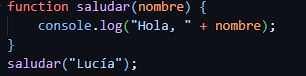 function saludar(nombre) {
    console.log("Hola, " + nombre);
}
saludar("Lucía");